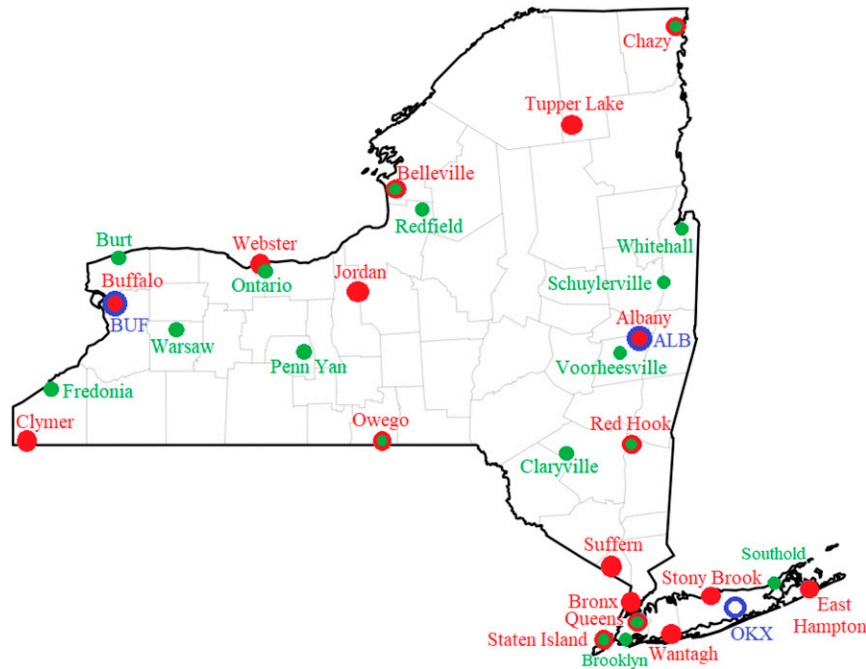 Chazy
Tupper Lake
Belleville
Redfield
Burt
Webster
Whitehall
Buffalo
Ontario
Jordan
Schuylerville
BUF
Albany
ALB
Warsaw
Penn Yan
Voorheesville
Fredonia
Clymer
Owego
Red Hook
Claryville
Suffern
Southold
Stony Brook
Bronx
East
Hampton
Queens
OKX
Staten Island
Wantagh
Brooklyn